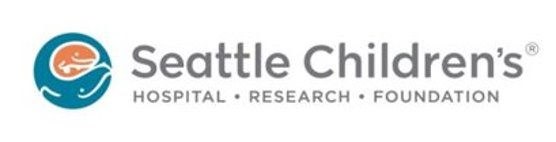 Seattle Children's®
HOSPITAL • RESEARCH • FOUNDATION